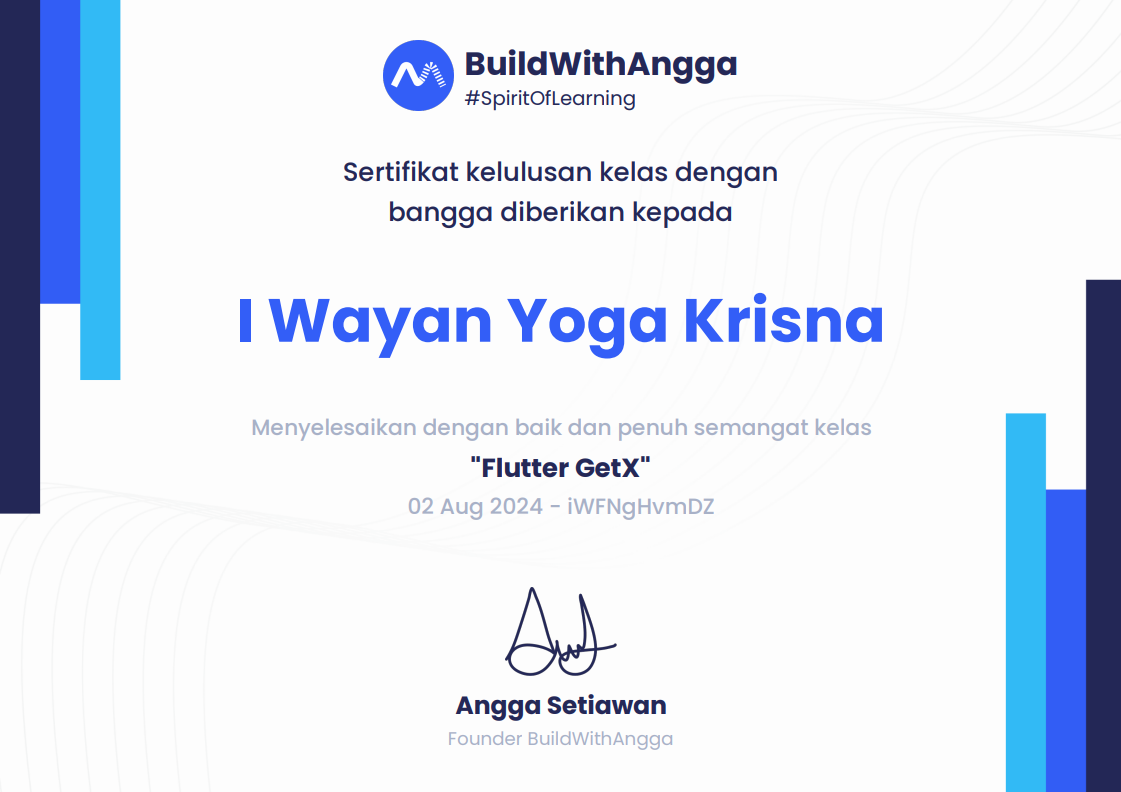 BuildWithAngga
#SpiritOfLearning
Sertifikat kelulusan kelas dengan
bangga diberikan kepada
I Wayan Yoga Krisna
Menyelesaikan dengan baik dan penuh semangat kelas
"Flutter GetX"
02 Aug 2024 - iWFNgHvmDZ
Angga Setiawan
Founder BuildWithAngga